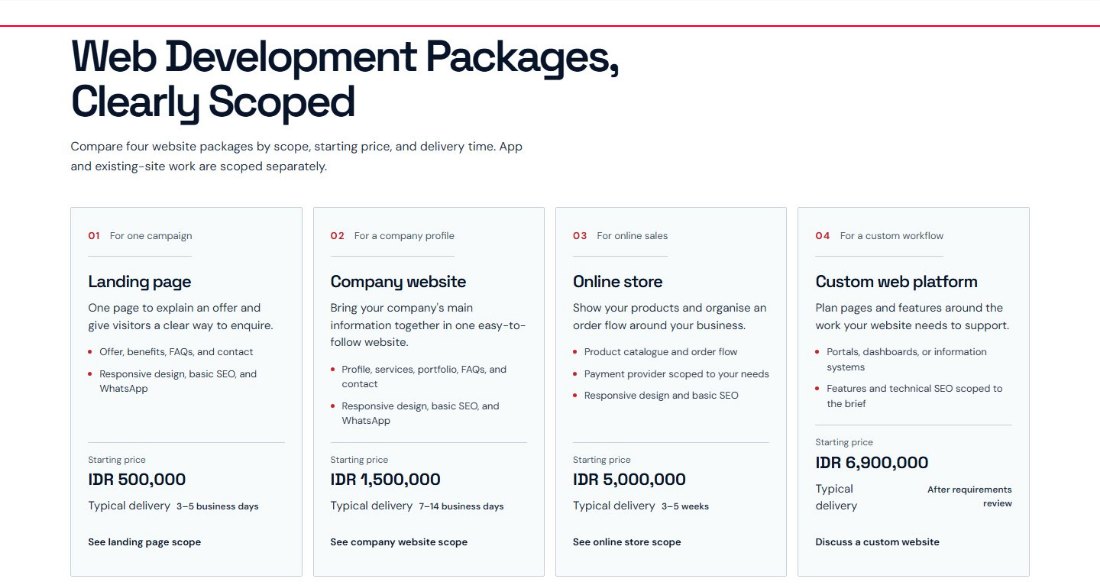 Web Development Packages,
Clearly Scoped
Compare four website packages by scope, starting price, and delivery time. App
and existing-site work are scoped separately.
01 For one campaign
Landing page
One page to explain an offer and
give visitors a clear way to enquire.
Offer, benefits, FAQs, and contact
Responsive design, basic SEO, and
WhatsApp
Starting price
IDR 500,000
Typical delivery 3–5 business days
See landing page scope
02 For a company profile
Company website
Bring your company's main
information together in one easy-to-
follow website.
Profile, services, portfolio, FAQs, and
contact
Responsive design, basic SEO, and
WhatsApp
Starting price
IDR 1,500,000
Typical delivery 7–14 business days
See company website scope
03 For online sales
Online store
Show your products and organise an
order flow around your business.
Product catalogue and order flow
Payment provider scoped to your needs
Responsive design and basic SEO
Starting price
IDR 5,000,000
Typical delivery 3–5 weeks
See online store scope
04 For a custom workflow
Custom web platform
Plan pages and features around the
work your website needs to support.
Portals, dashboards, or information
systems
Features and technical SEO scoped to
the brief
Starting price
IDR 6,900,000
Typical
delivery
After requirements
review
Discuss a custom website